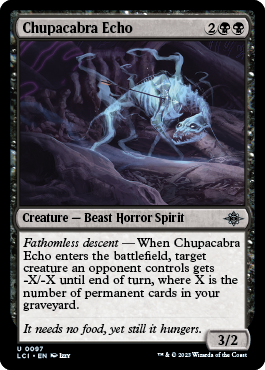 Chupacabra Echo 2
Creature — Beast Horror Spirit
Fathomless descent — When Chupacabra
Echo enters the battlefield, target
creature an opponent controls gets
-X/-X until end of turn, where X is the
number of permanent cards in your
graveyard.
It needs no food, yet still it hungers.
3/2
U 0097
LCI • EN Izzy
™ & © 2023 Wizards of the Coast